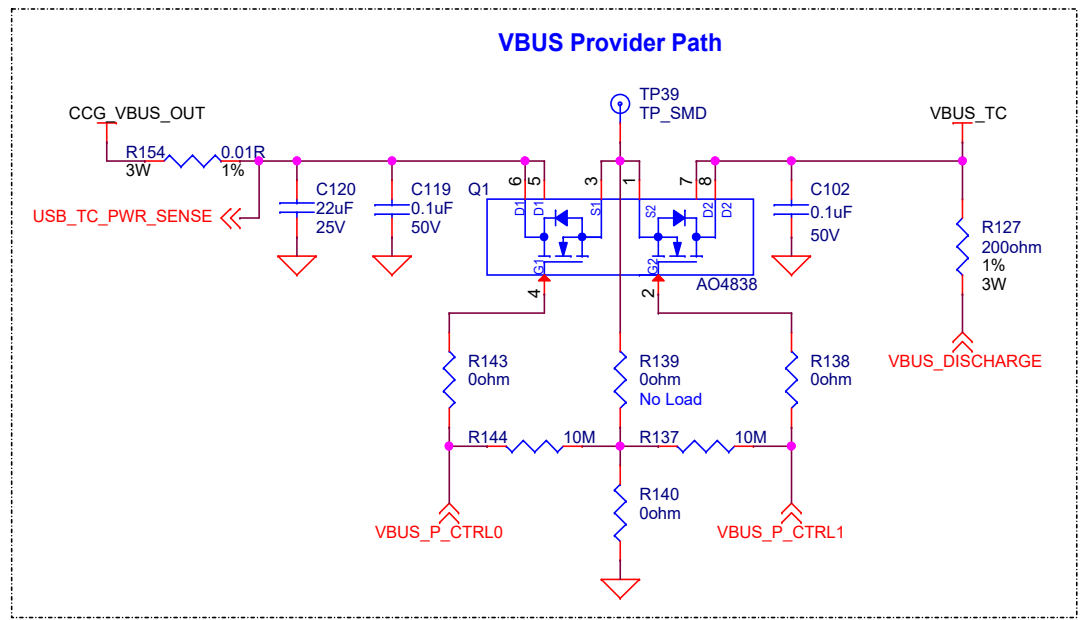 VBUS Provider Path
TP39
TP_SMD
CCG_VBUS_OUT
VBUS_TC
R154
0.01R
3W
1%
USB_TC_PWR_SENSE
C120
22uF
25V
C119
0.1uF
50V
Q1
6
5
3
1
7
8
D1
D1
S1
S2
D2
D2
G1
G2
4
2
AO4838
C102
0.1uF
50V
R127
200ohm
1%
3W
VBUS_DISCHARGE
R143
0ohm
R139
0ohm
No Load
R138
0ohm
R144
10M
R137
10M
R140
0ohm
VBUS_P_CTRL0
VBUS_P_CTRL1